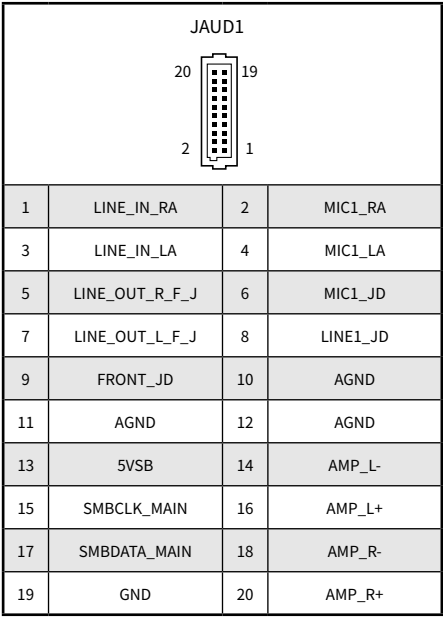 JAUD1
20 19
2 1
1 LINE_IN_RA 2 MIC1_RA
3 LINE_IN_LA 4 MIC1_LA
5 LINE_OUT_R_F_J 6 MIC1_JD
7 LINE_OUT_L_F_J 8 LINE1_JD
9 FRONT_JD 10 AGND
11 AGND 12 AGND
13 5VSB 14 AMP_L-
15 SMBCLK_MAIN 16 AMP_L+
17 SMBDATA_MAIN 18 AMP_R-
19 GND 20 AMP_R+